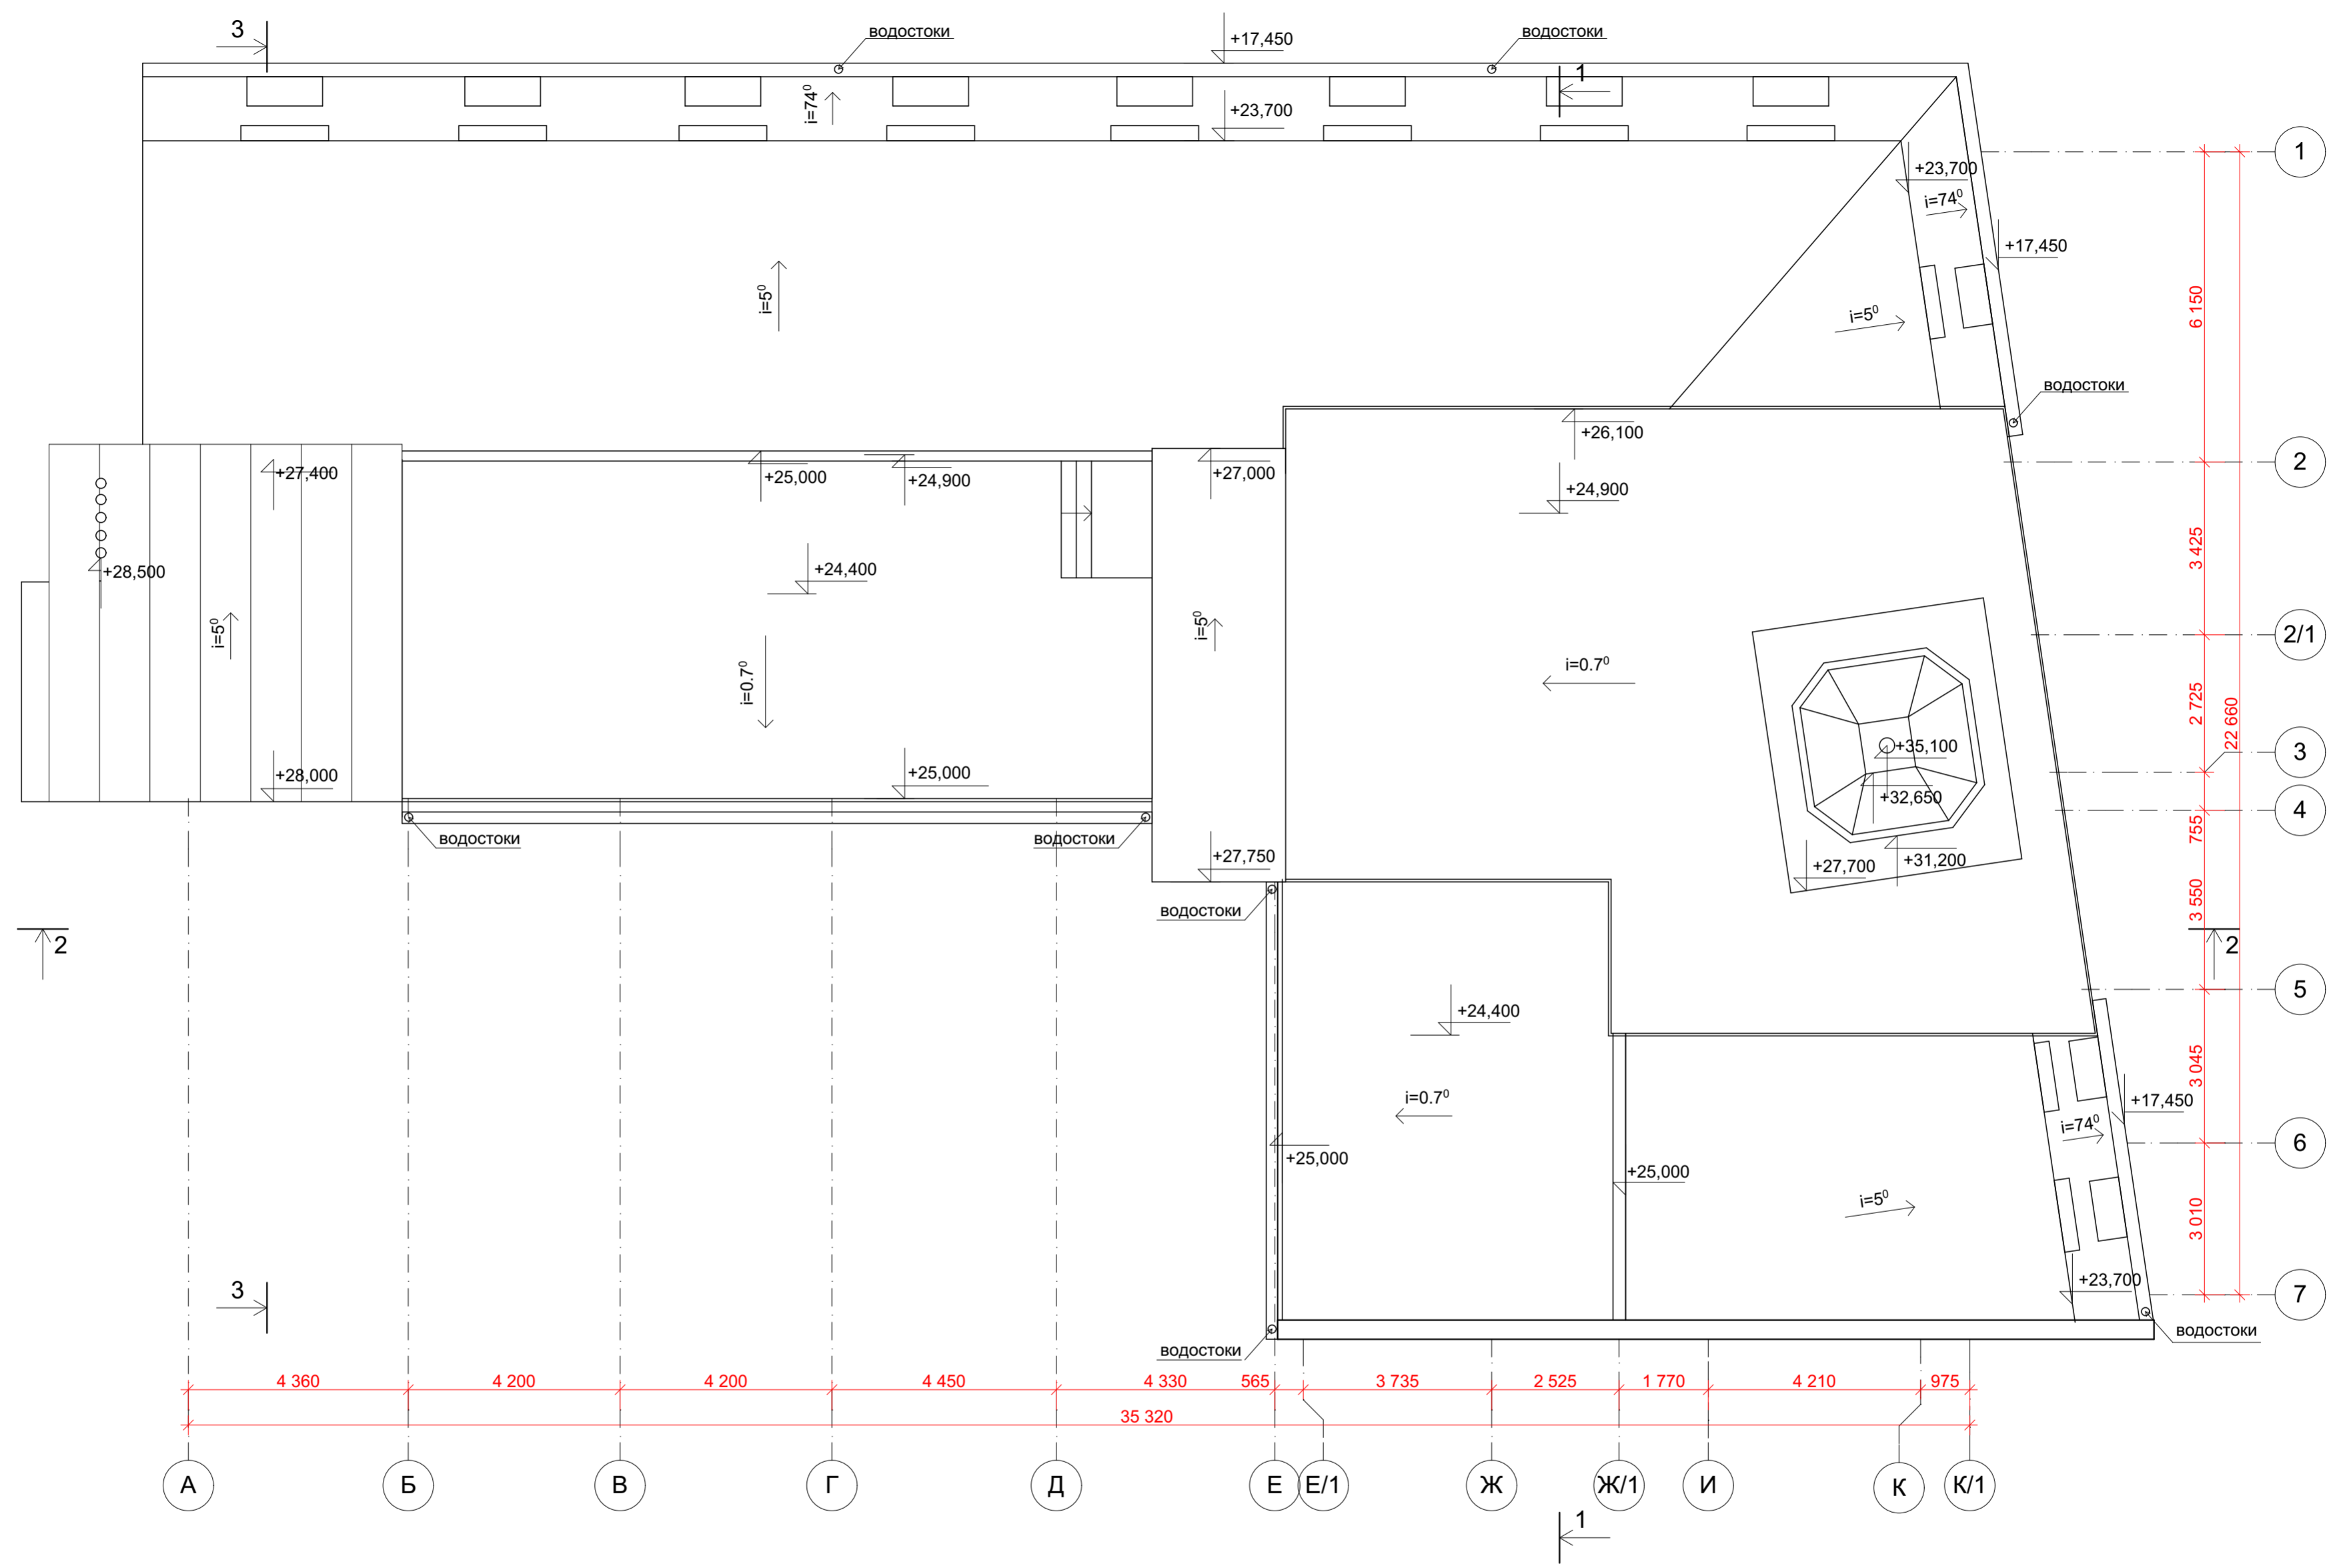 3
водостоки
+17,450
водостоки
1
i=74⁰
+23,700
1
+23,700
i=74⁰
+17,450
i=5⁰
6 150
i=5⁰
водостоки
+26,100
+27,400
+25,000
+24,900
+27,000
+24,900
2
3 425
+28,500
+24,400
i=5⁰
i=5⁰
2/1
i=0.7⁰
i=0.7⁰
2 725
22 660
+35,100
3
+28,000
+25,000
+32,650
4
755
водостоки
водостоки
+27,750
+27,700
+31,200
3 550
водостоки
2
2
5
+24,400
3 045
i=0.7⁰
+17,450
i=74⁰
6
+25,000
+25,000
i=5⁰
3 010
3
+23,700
7
водостоки
водостоки
4 360
4 200
4 200
4 450
4 330
565
3 735
2 525
1 770
4 210
975
35 320
А
Б
В
Г
Д
Е
Е/1
Ж
Ж/1
И
К
К/1
1